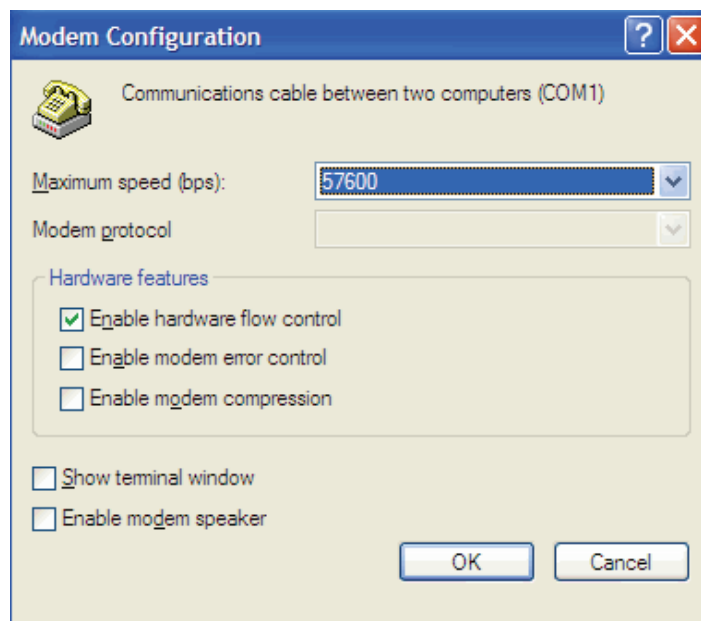 Modem Configuration
Communications cable between two computers (COM1)
Maximum speed (bps): 57600
Modem protocol
Hardware features
Enable hardware flow control
Enable modem error control
Enable modem compression
Show terminal window
Enable modem speaker
OK Cancel